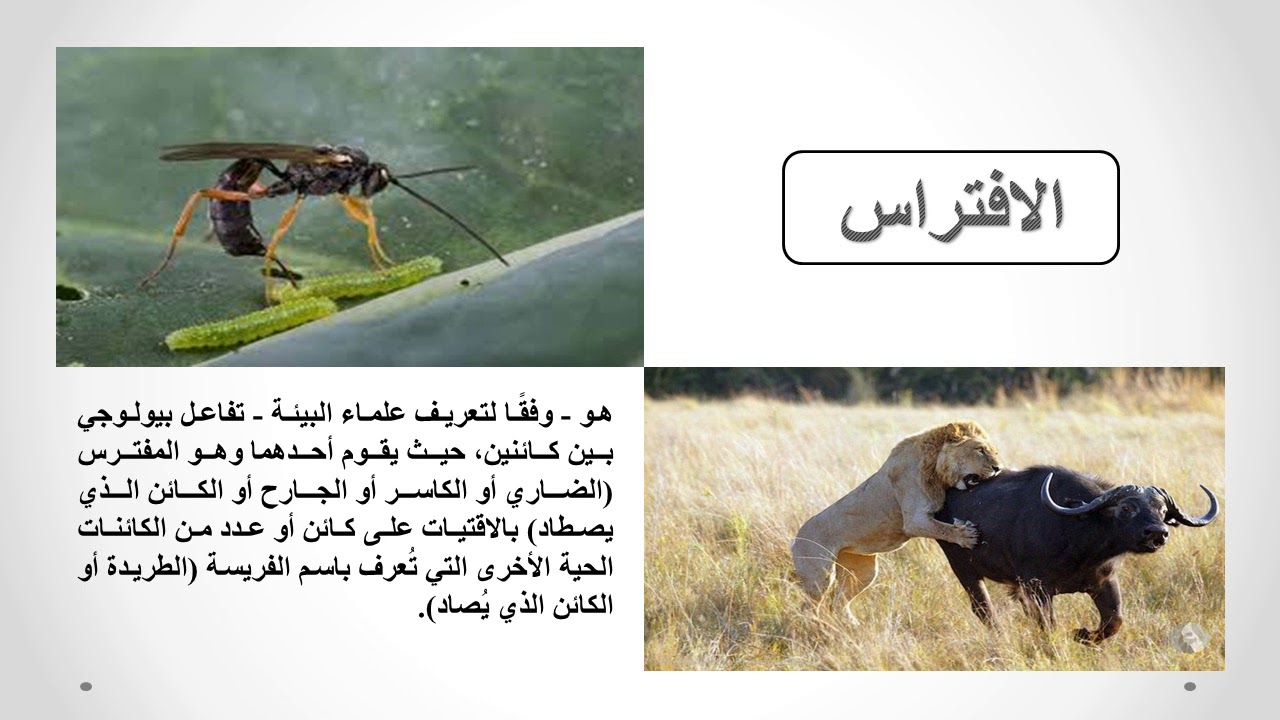 الافتراس
هو - وفقًا لتعريف علماء البيئة - تفاعل بيولوجي
بين كائنين، حيث يقوم أحدهما وهو المفترس
(الضاري أو الكاسر أو الجارح أو الكائن الذي
يصطاد) بالاقتيات على كائن أو عدد من الكائنات
الحية الأخرى التي تُعرف باسم الفريسة (الطريدة أو
الكائن الذي يُصاد).